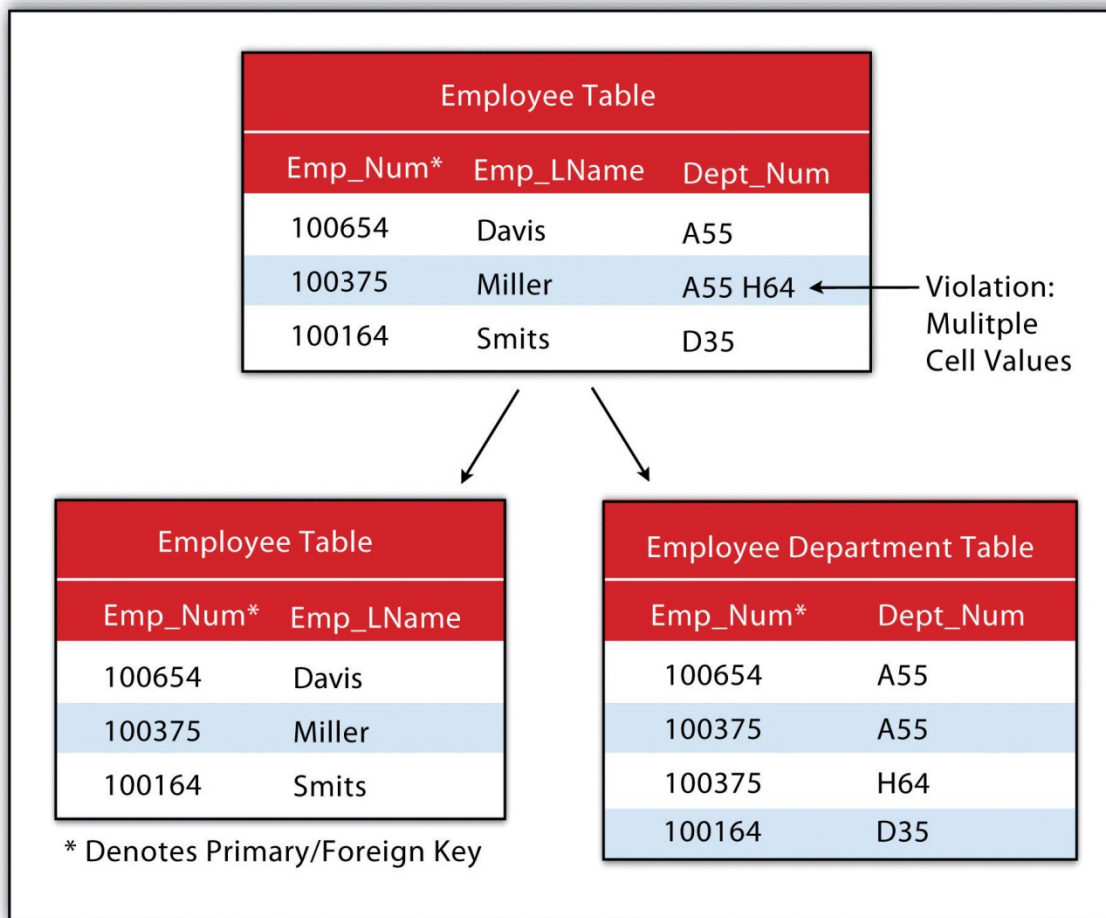 Employee Table
Emp_Num* Emp_LName Dept_Num
100654 Davis A55
100375 Miller A55 H64
100164 Smits D35
Violation:
Mulitple
Cell Values
Employee Table
Emp_Num* Emp_LName
100654 Davis
100375 Miller
100164 Smits
* Denotes Primary/Foreign Key
Employee Department Table
Emp_Num* Dept_Num
100654 A55
100375 A55
100375 H64
100164 D35